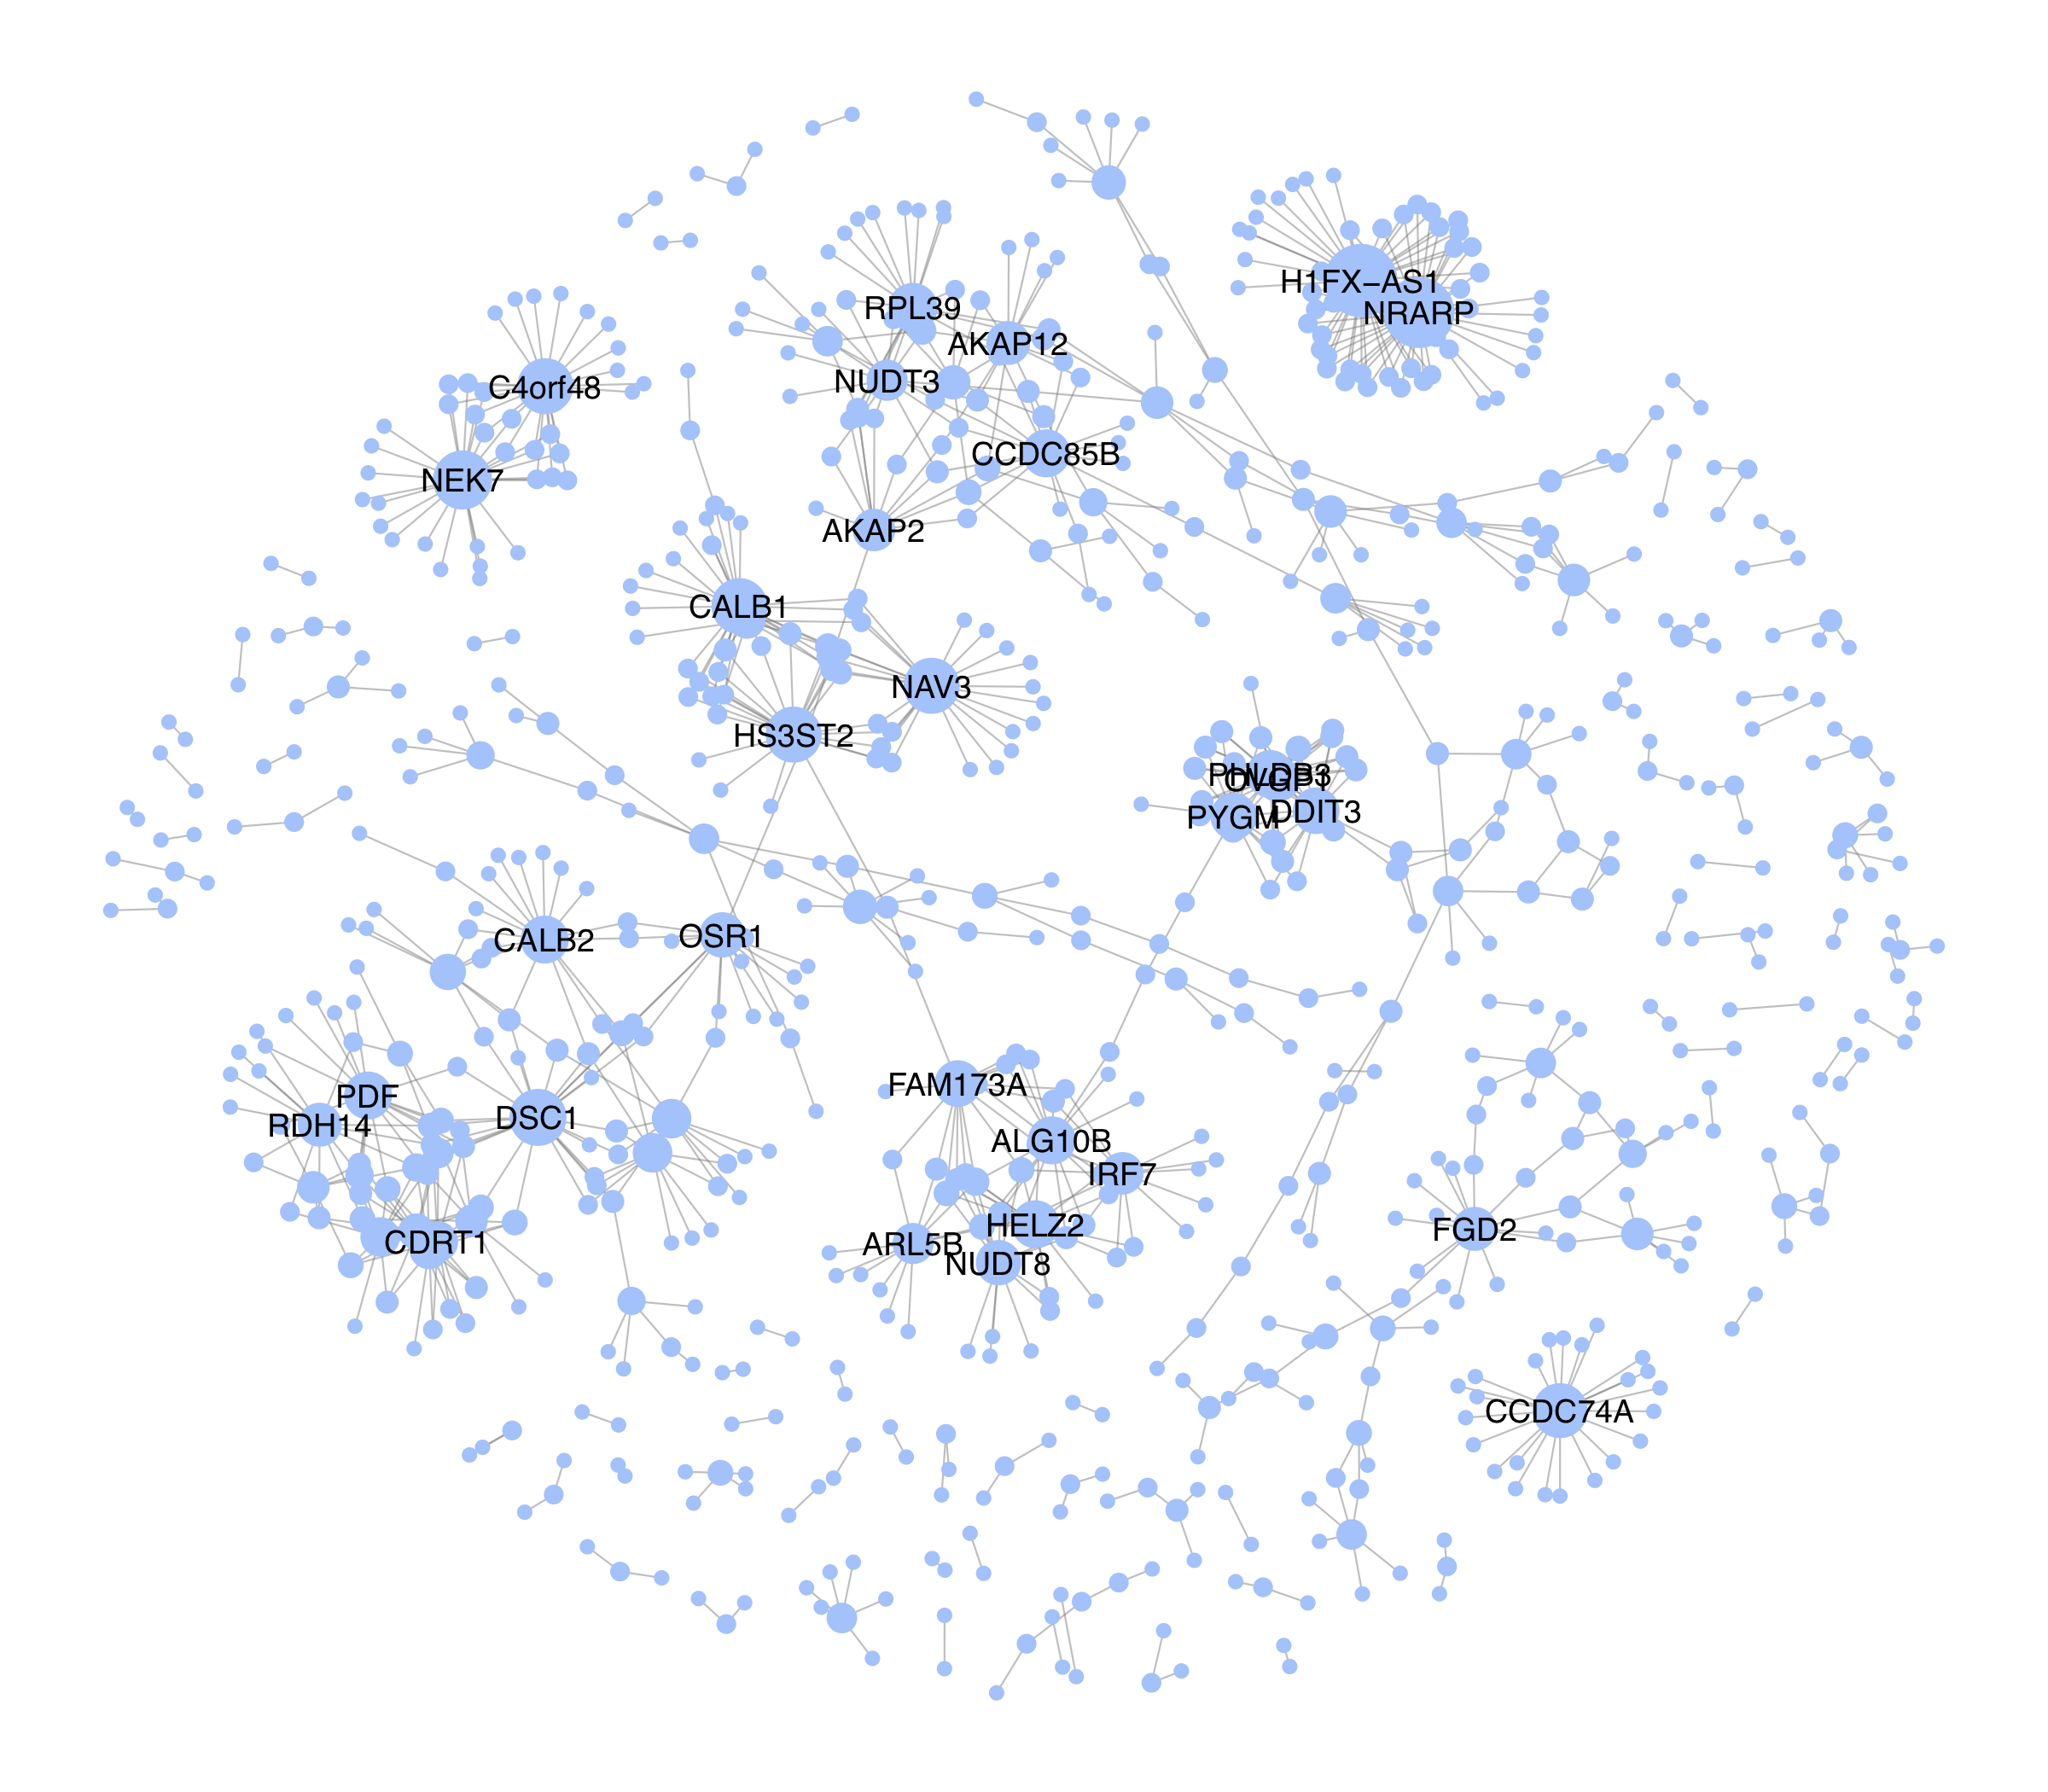 H1FX−AS1
RPL39
NRARP
AKAP12
NUDT3
C4orf48
CCDC85B
NEK7
AKAP2
CALB1
NAV3
HS3ST2
PHLDB3
OVGP1
PYGM
DDIT3
OSR1
CALB2
FAM173A
PDF
DSC1
RDH14
ALG10B
IRF7
HELZ2
FGD2
CDRT1
ARL5B
NUDT8
CCDC74A